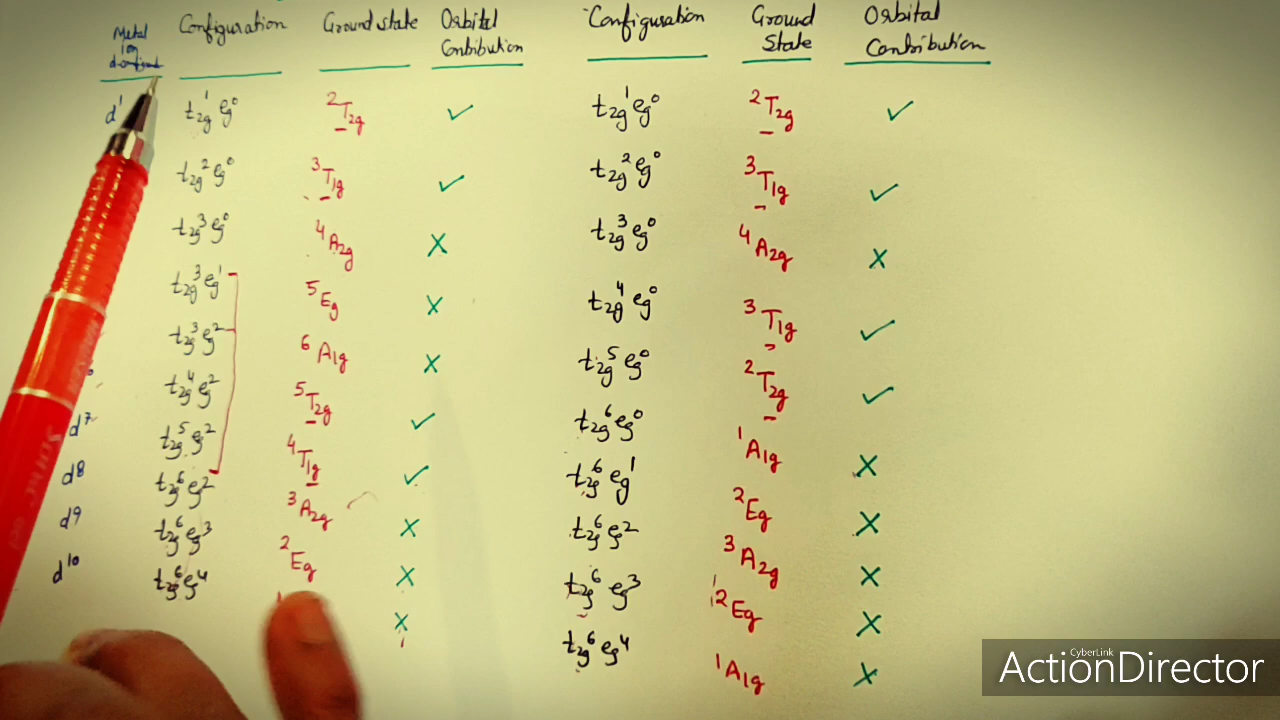 Metal Configuration Ground state Orbital Configuration Ground Orbital
ion Contribution State Contribution
d¹ t₂g¹ eg⁰ ²T₂g ✓ t₂g¹ eg⁰ ²T₂g ✓
t₂g² eg⁰ ³T₁g ✓ t₂g² eg⁰ ³T₁g ✓
t₂g³ eg⁰ ⁴A₂g X t₂g³ eg⁰ ⁴A₂g X
t₂g³ eg¹ ⁵Eg X t₂g⁴ eg⁰ ³T₁g ✓
t₂g³ eg² ⁶A₁g X t₂g⁵ eg⁰ ²T₂g ✓
t₂g⁴ eg² ⁵T₂g ✓ t₂g⁶ eg⁰ ¹A₁g X
d⁷ t₂g⁵ eg² ⁴T₁g ✓ t₂g⁶ eg¹ ²Eg X
d⁸ t₂g⁶ eg² ³A₂g X t₂g⁶ eg² ³A₂g X
d⁹ t₂g⁶ eg³ ²Eg X t₂g⁶ eg³ ²Eg X
d¹⁰ t₂g⁶ eg⁴ X t₂g⁶ eg⁴ ¹A₁g X
CyberLink
ActionDirector